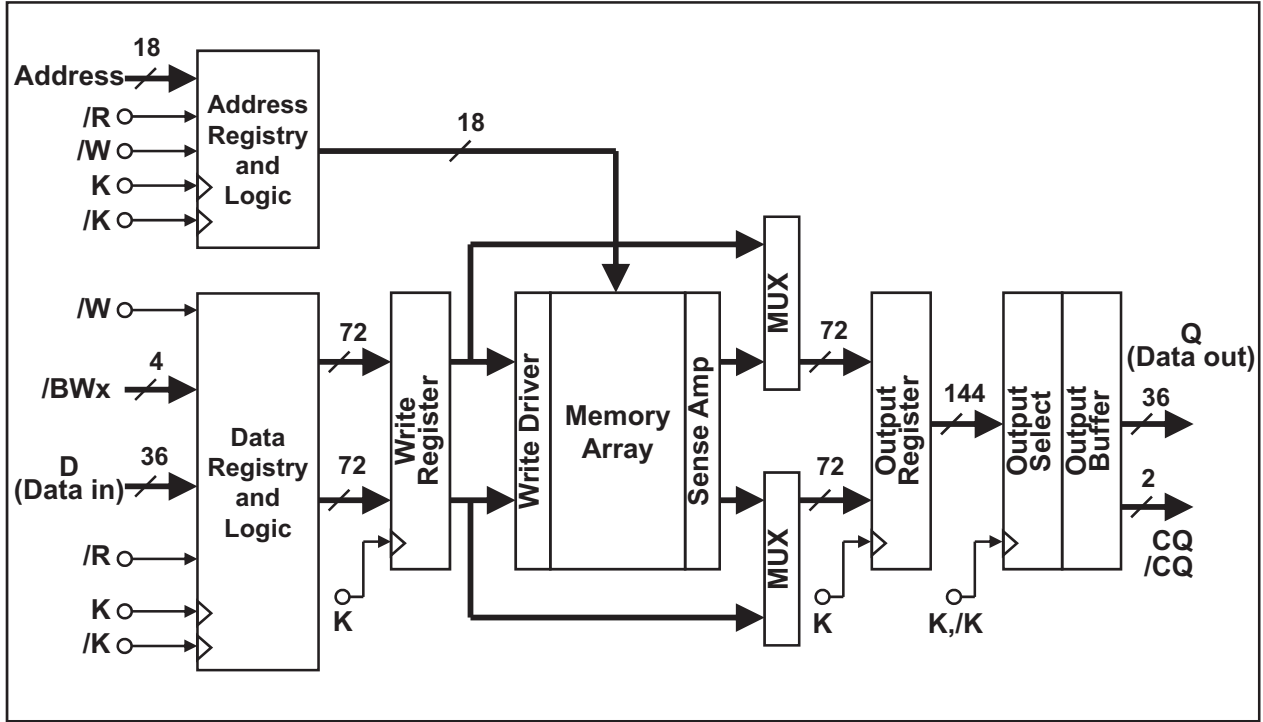 18
Address
/R
/W
K
/K
Address
Registry
and
Logic
18
/W
4
/BWx
D
(Data in)
36
/R
K
/K
Data
Registry
and
Logic
72
72
Write
Register
K
Write Driver
Memory
Array
Sense Amp
MUX
MUX
72
72
Output
Register
K
144
Output
Select
Output
Buffer
K,/K
Q
(Data out)
36
2
CQ
/CQ